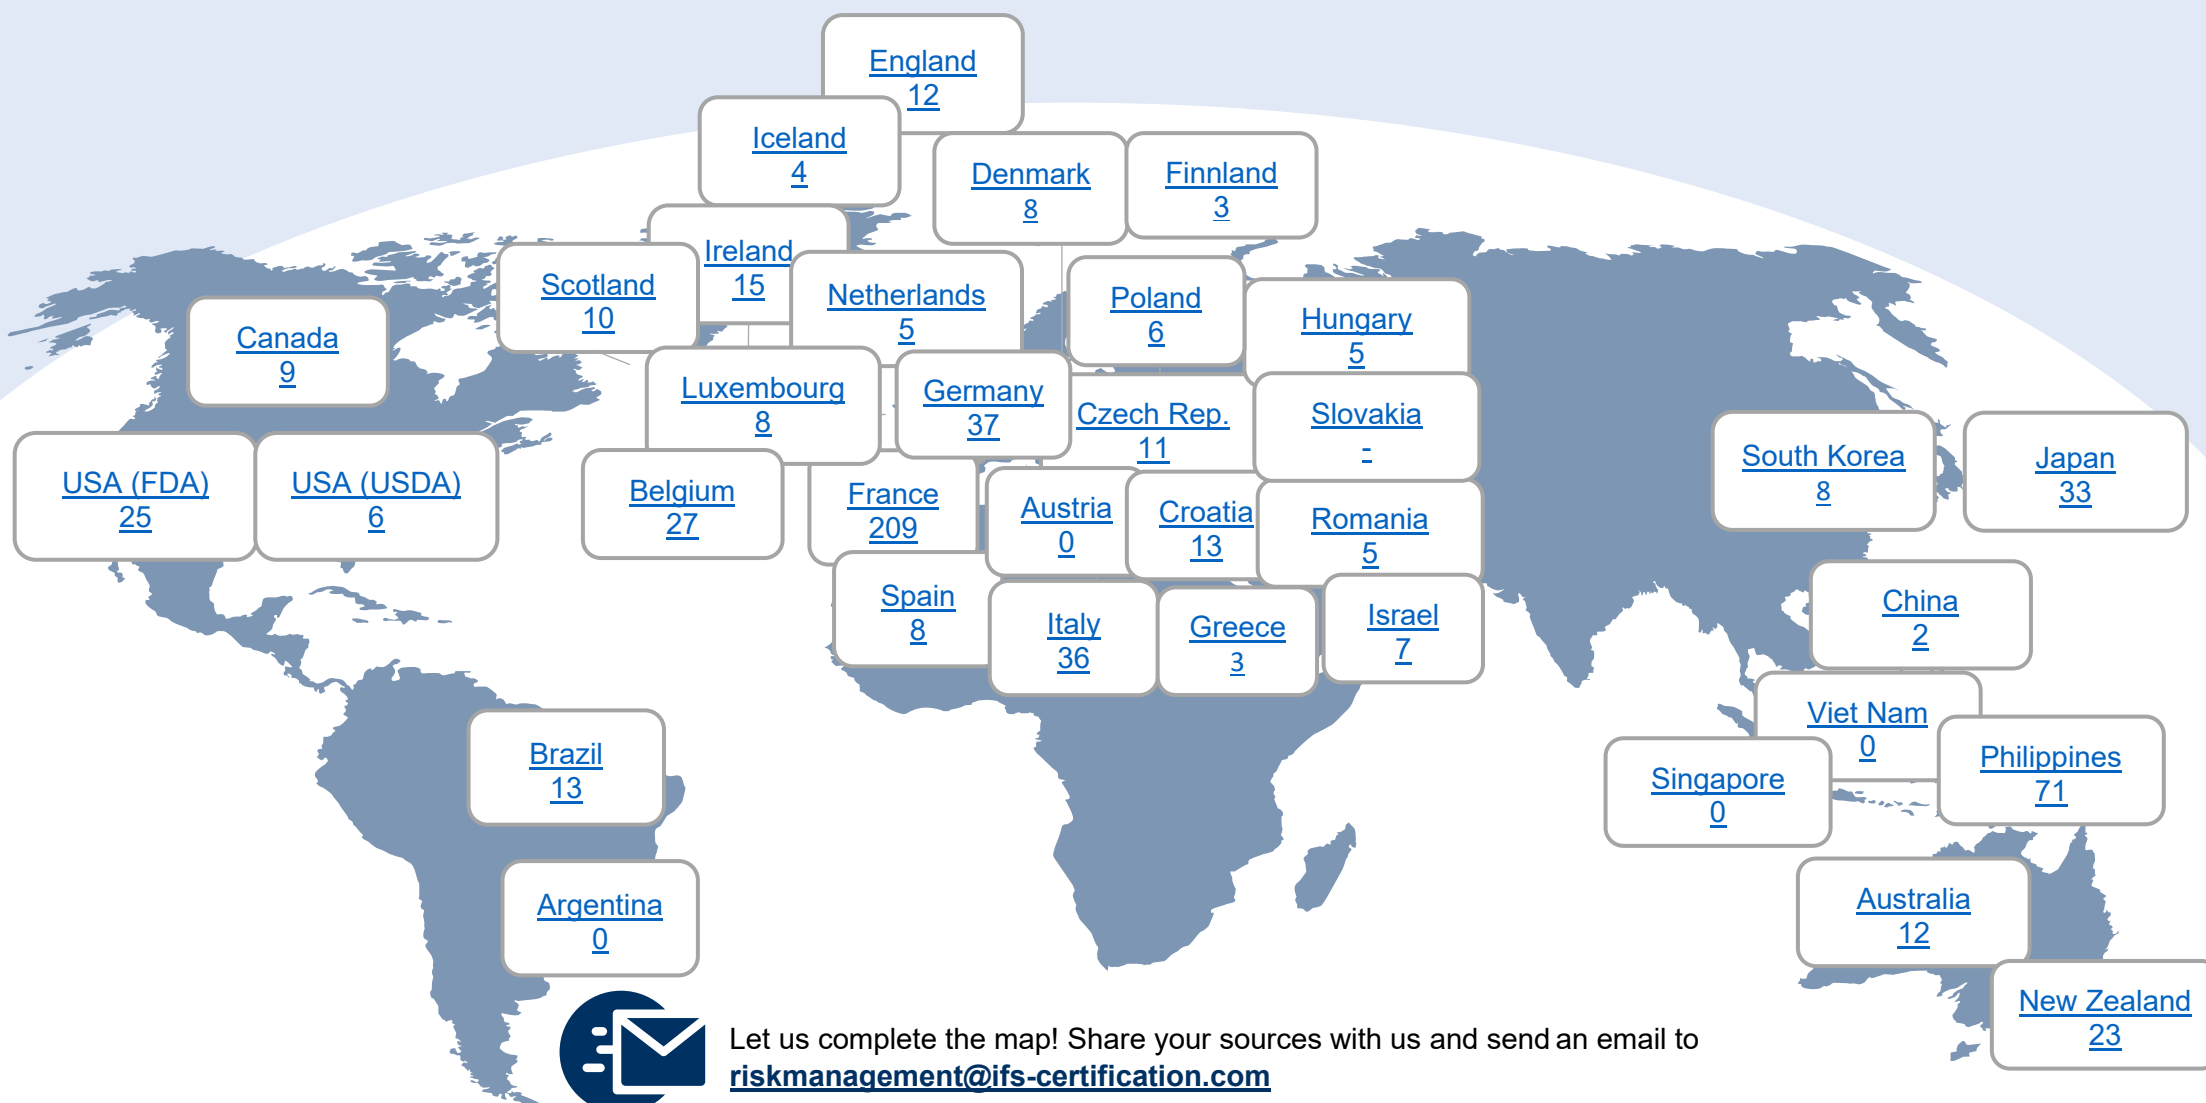 England
12
Iceland
4
Denmark
8
Finnland
3
Ireland
15
Scotland
10
Netherlands
5
Poland
6
Hungary
5
Canada
9
Luxembourg
8
Germany
37
Czech Rep.
11
Slovakia
-
USA (FDA)
25
USA (USDA)
6
Belgium
27
France
209
Austria
0
Croatia
13
Romania
5
South Korea
8
Japan
33
Spain
8
Italy
36
Greece
3
Israel
7
China
2
Viet Nam
0
Philippines
71
Singapore
0
Brazil
13
Argentina
0
Australia
12
New Zealand
23
Let us complete the map! Share your sources with us and send an email to
riskmanagement@ifs-certification.com